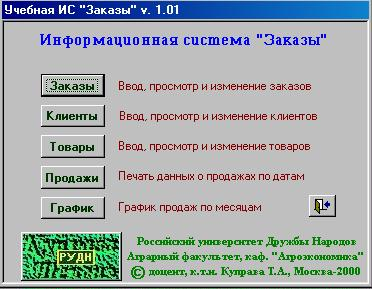 Учебная ИС "Заказы" v. 1.01
Информационная система "Заказы"
Заказы Ввод, просмотр и изменение заказов
Клиенты Ввод, просмотр и изменение клиентов
Товары Ввод, просмотр и изменение товаров
Продажи Печать данных о продажах по датам
График График продаж по месяцам
РУДН
Российский университет Дружбы Народов
Аграрный факультет, каф. "Агроэкономика"
© доцент, к.т.н. Куправа Т.А., Москва-2000